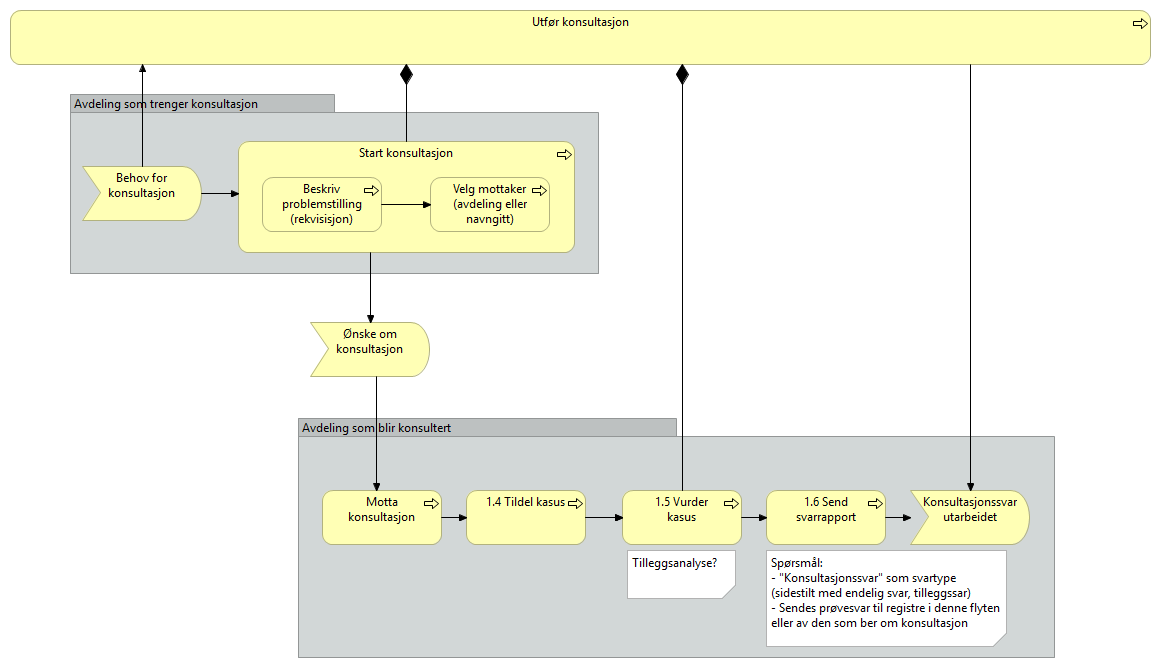 Utfør konsultasjon
Avdeling som trenger konsultasjon
Behov for
konsultasjon
Start konsultasjon
Beskriv
problemstilling
(rekvisisjon)
Velg mottaker
(avdeling eller
navngitt)
Ønske om
konsultasjon
Avdeling som blir konsultert
Motta
konsultasjon
1.4 Tildel kasus
1.5 Vurder
kasus
1.6 Send
svarrapport
Konsultasjonssvar
utarbeidet
Tilleggsanalyse?
Spørsmål:
- "Konsultasjonssvar" som svartype
(sidestilt med endelig svar, tilleggssar)
- Sendes prøvesvar til registre i denne flyten
eller av den som ber om konsultasjon